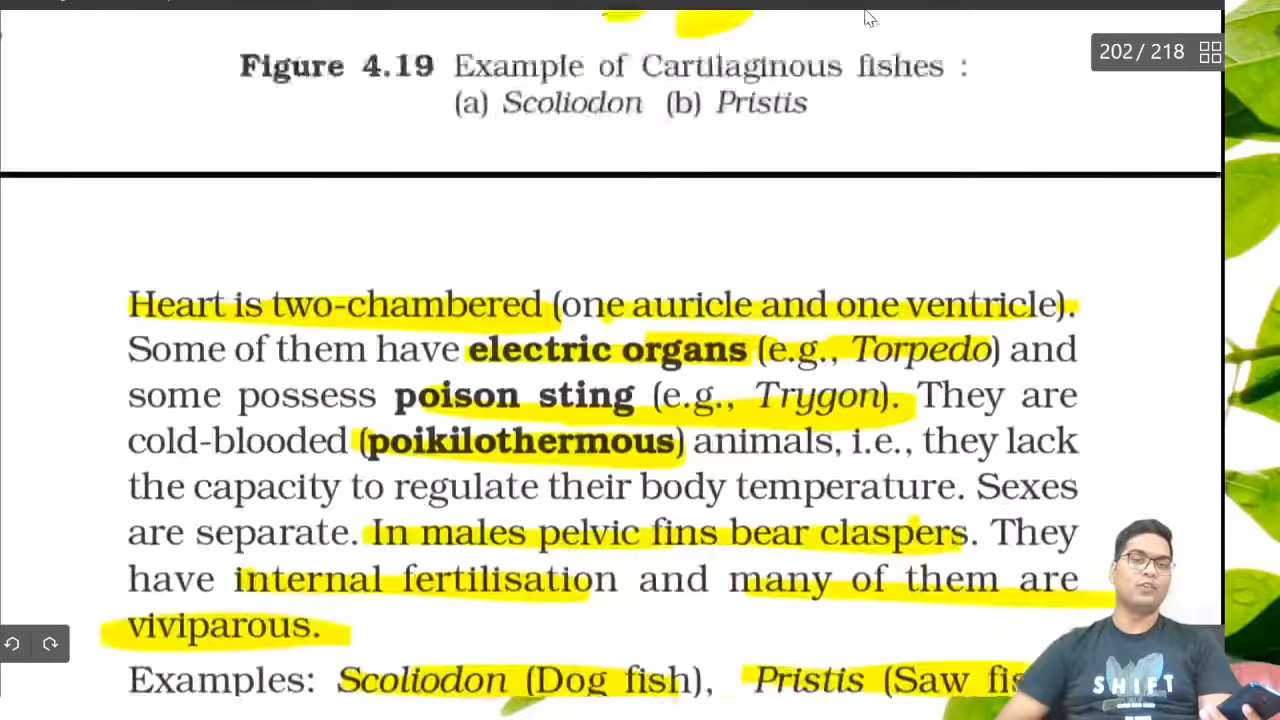 202 / 218
Figure 4.19 Example of Cartilaginous fishes :
(a) Scoliodon (b) Pristis
Heart is two-chambered (one auricle and one ventricle).
Some of them have electric organs (e.g., Torpedo) and
some possess poison sting (e.g., Trygon). They are
cold-blooded (poikilothermous) animals, i.e., they lack
the capacity to regulate their body temperature. Sexes
are separate. In males pelvic fins bear claspers. They
have internal fertilisation and many of them are
viviparous.
Examples: Scoliodon (Dog fish), Pristis (Saw
SHIFT